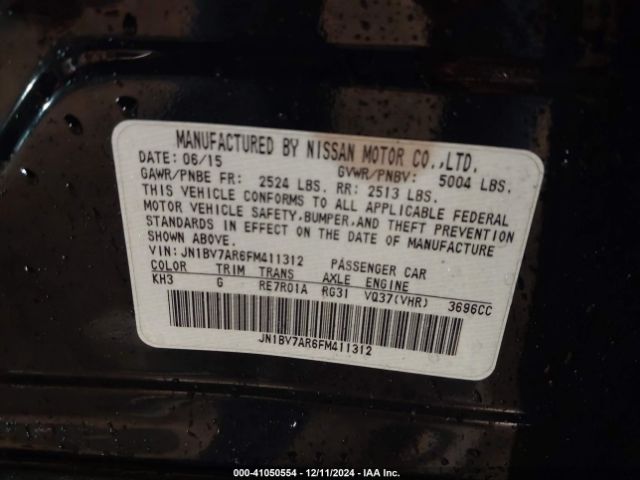 MANUFACTURED BY NISSAN MOTOR CO.,LTD.
DATE: 06/15 GVWR/PNBV: 5004 LBS.
GAWR/PNBE FR: 2524 LBS. RR: 2513 LBS.
THIS VEHICLE CONFORMS TO ALL APPLICABLE FEDERAL
MOTOR VEHICLE SAFETY, BUMPER, AND THEFT PREVENTION
STANDARDS IN EFFECT ON THE DATE OF MANUFACTURE
SHOWN ABOVE.
VIN: JN1BV7AR6FM411312 PASSENGER CAR
COLOR TRIM TRANS AXLE ENGINE
KH3 G RE7R01A RG31 VQ37(VHR) 3696CC
JN1BV7AR6FM411312
000-41050554 - 12/11/2024 - IAA Inc.